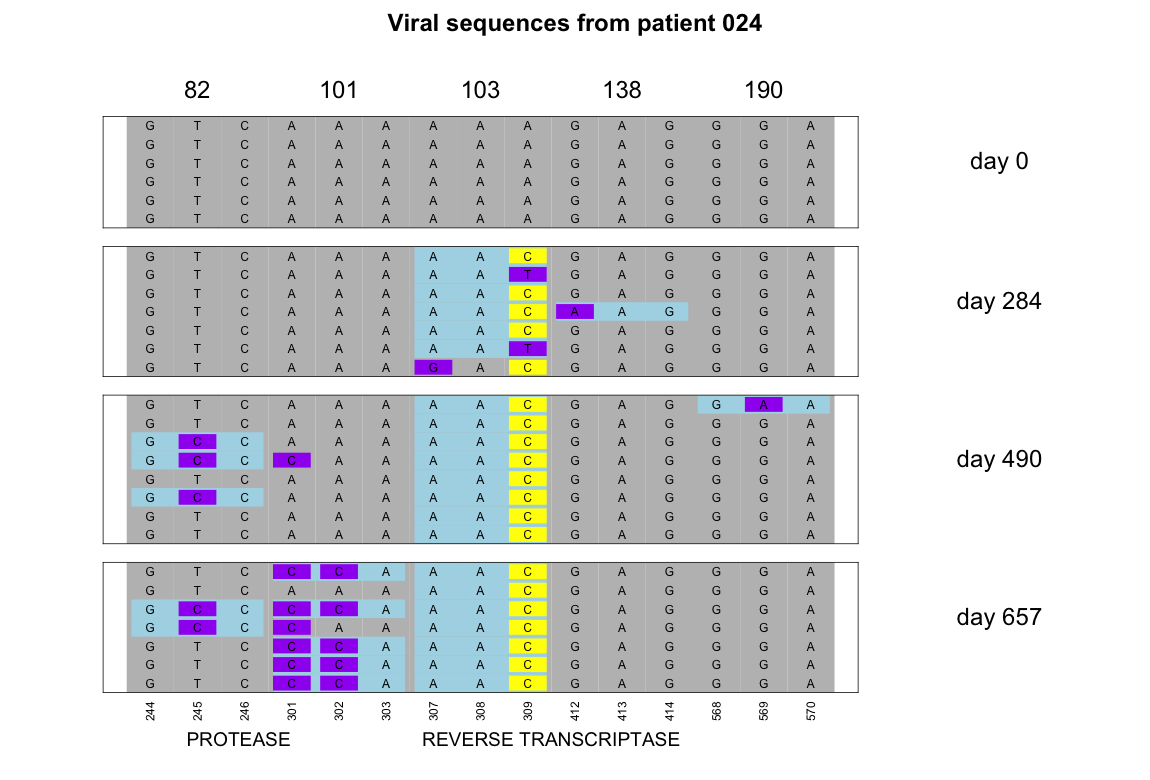 Viral sequences from patient 024
82 101 103 138 190
G T C A A A A A A G A G G G A
G T C A A A A A A G A G G G A
G T C A A A A A A G A G G G A
G T C A A A A A A G A G G G A
G T C A A A A A A G A G G G A
G T C A A A A A A G A G G G A
day 0
G T C A A A A A C G A G G G A
G T C A A A A A T G A G G G A
G T C A A A A A C G A G G G A
G T C A A A A A C A A G G G A
G T C A A A A A C G A G G G A
G T C A A A A A T G A G G G A
G T C A A A G A C G A G G G A
day 284
G T C A A A A A C G A G G A A
G T C A A A A A C G A G G G A
G C C A A A A A C G A G G G A
G C C C A A A A C G A G G G A
G T C A A A A A C G A G G G A
G C C A A A A A C G A G G G A
G T C A A A A A C G A G G G A
G T C A A A A A C G A G G G A
day 490
G T C C C A A A C G A G G G A
G T C A A A A A C G A G G G A
G C C C C A A A C G A G G G A
G C C C A A A A C G A G G G A
G T C C C A A A C G A G G G A
G T C C C A A A C G A G G G A
G T C C C A A A C G A G G G A
day 657
244 245 246 301 302 303 307 308 309 412 413 414 568 569 570
PROTEASE REVERSE TRANSCRIPTASE